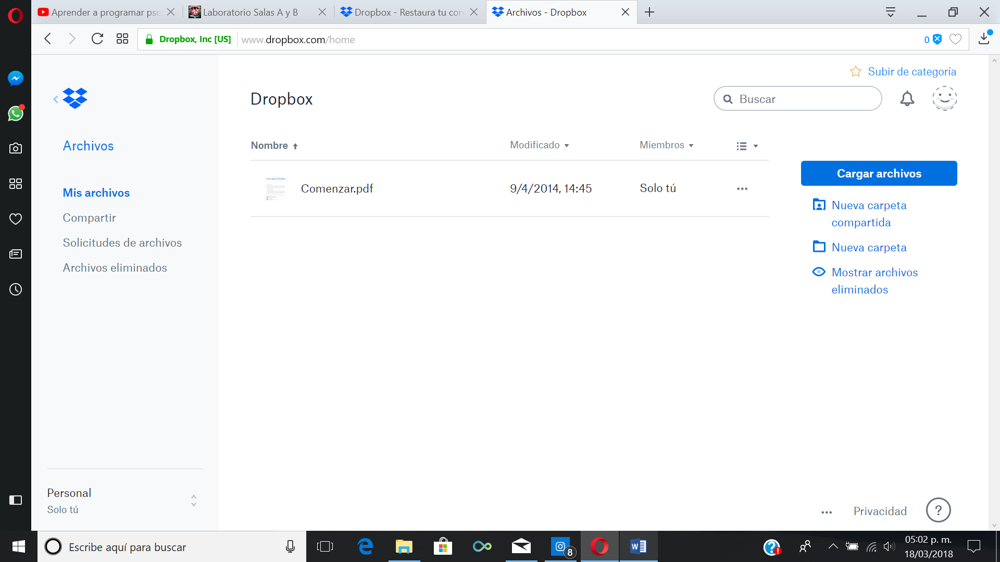 Aprender a programar pse
Laboratorio Salas A y B
Dropbox - Restaura tu con
Archivos - Dropbox
Dropbox, Inc [US]
www.dropbox.com/home
0
Subir de categoría
Dropbox
Buscar
Archivos
Nombre
Modificado
Miembros
Cargar archivos
Comenzar.pdf
9/4/2014, 14:45
Solo tú
Mis archivos
Compartir
Solicitudes de archivos
Archivos eliminados
Nueva carpeta
compartida
Nueva carpeta
Mostrar archivos
eliminados
Personal
Solo tú
Privacidad
?
Escribe aquí para buscar
8
05:02 p. m.
18/03/2018